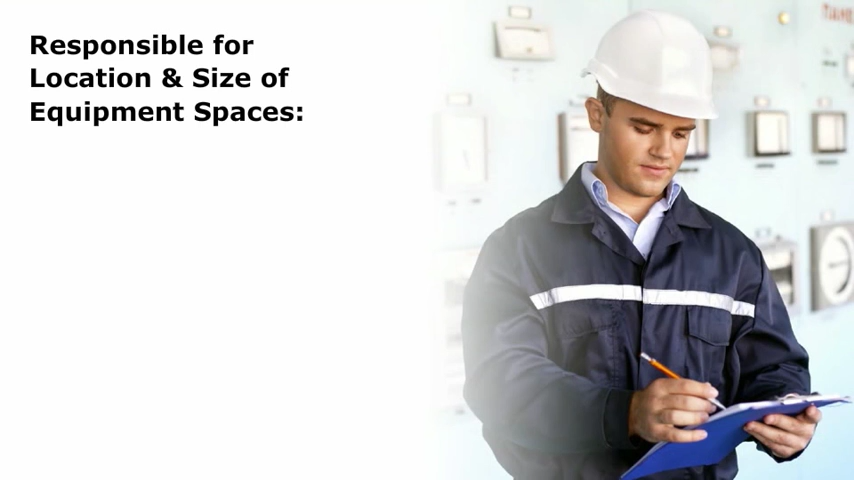 Responsible for
Location & Size of
Equipment Spaces: